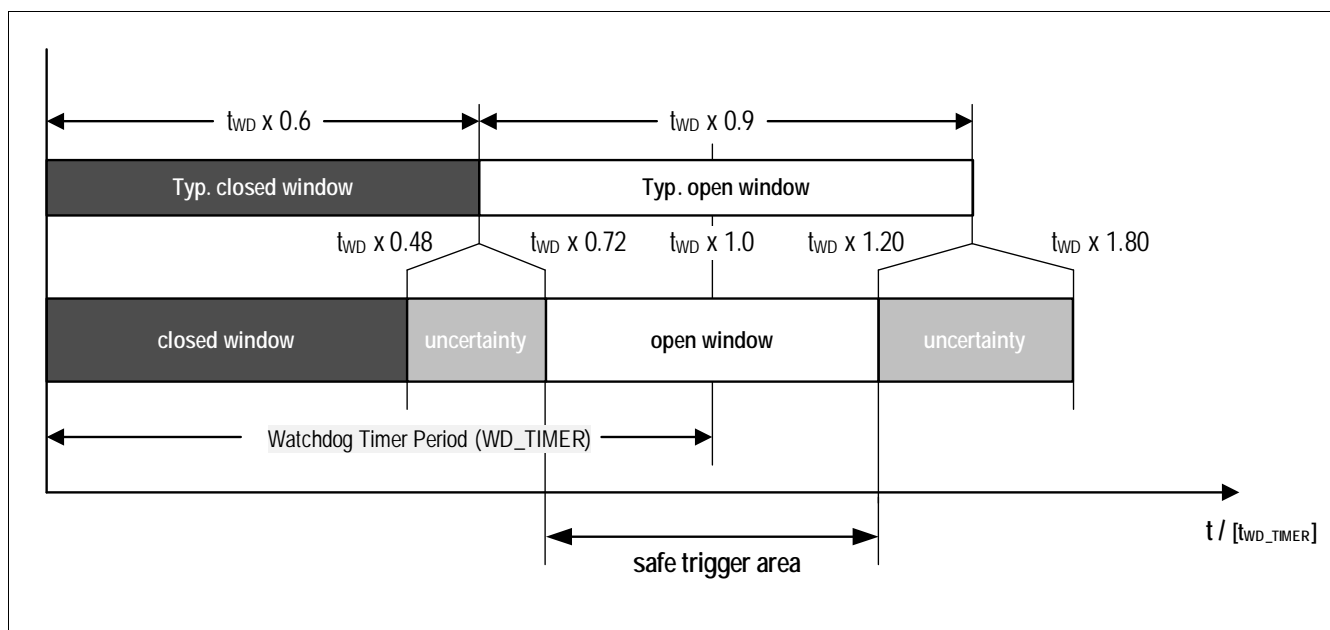 tWD x 0.6 tWD x 0.9
Typ. closed window Typ. open window
tWD x 0.48 tWD x 0.72 tWD x 1.0 tWD x 1.20 tWD x 1.80
closed window uncertainty open window uncertainty
Watchdog Timer Period (WD_TIMER)
t / [tWD_TIMER]
safe trigger area